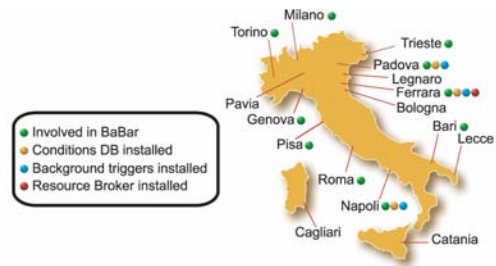 Milano
Torino
Trieste
Padova
Legnaro
Ferrara
Bologna
Pavia
Genova
Pisa
Bari
Lecce
Roma
Napoli
Cagliari
Catania
Involved in BaBar
Conditions DB installed
Background triggers installed
Resource Broker installed